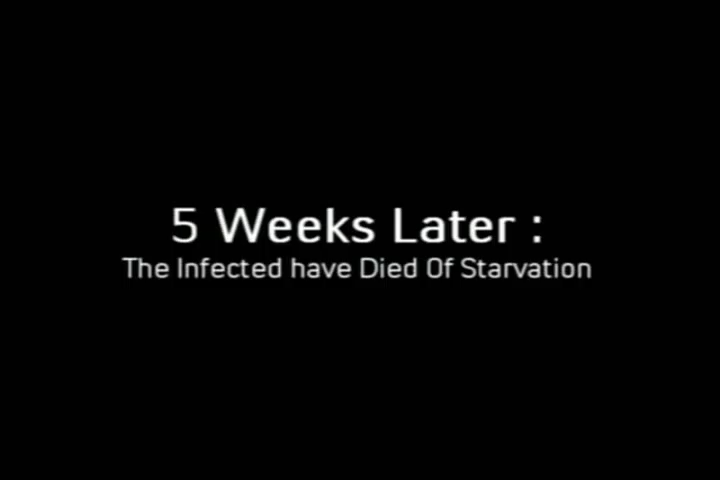 5 Weeks Later :
The Infected have Died Of Starvation